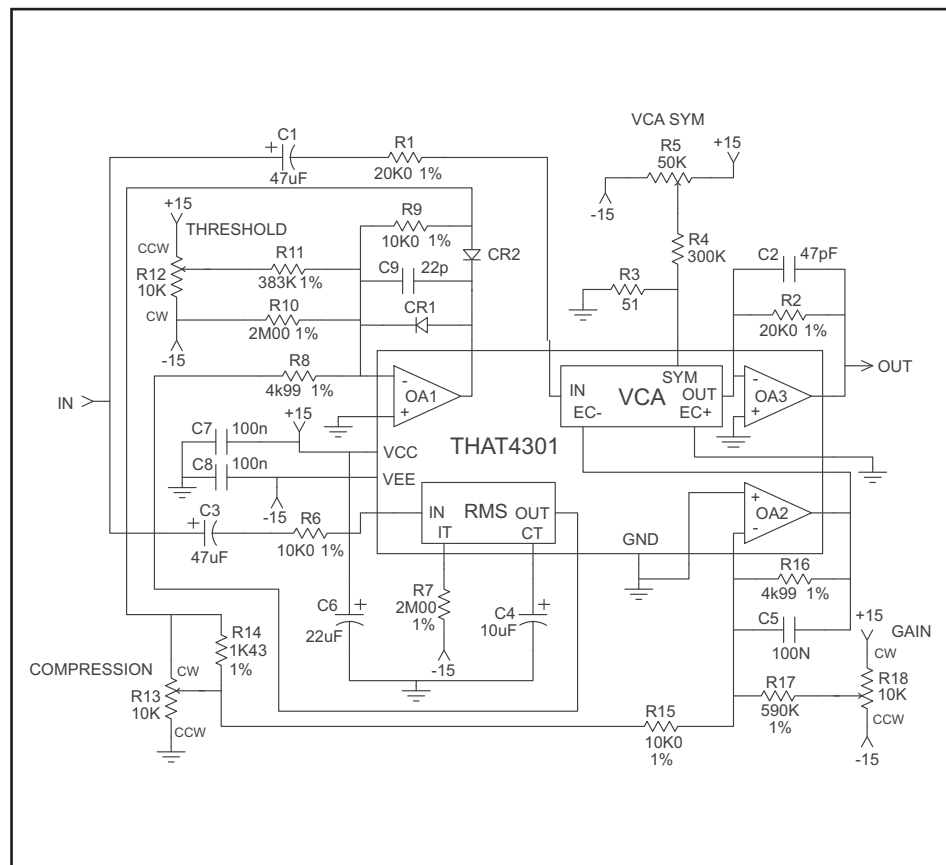 C1
+
47uF
R1
20K0 1%
VCA SYM
R5
50K
+15
-15
+15
CCW
THRESHOLD
R12
10K
CW
-15
R11
383K 1%
R10
2M00 1%
R9
10K0 1%
C9 22p
CR1
CR2
R4
300K
R3
51
C2 47pF
R2
20K0 1%
R8
4k99 1%
IN
OA1
-
+
SYM
IN OUT
VCA
EC- EC+
-
+
OA3
OUT
+15
C7 100n
C8 100n
-15
VCC
VEE
THAT4301
C3
+
47uF
R6
10K0 1%
IN RMS OUT
IT CT
GND
+
-
OA2
R7
2M00
1%
-15
C6
+
22uF
C4
+
10uF
R16
4k99 1%
C5
100N
+15
GAIN
CW
R18
10K
CCW
-15
R17
590K
1%
R14
1K43
1%
COMPRESSION
CW
R13
10K
CCW
R15
10K0
1%